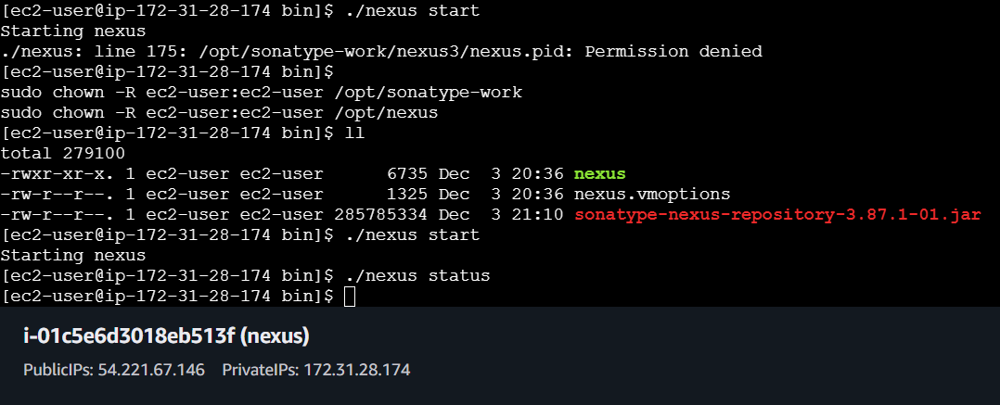 [ec2-user@ip-172-31-28-174 bin]$ ./nexus start
Starting nexus
./nexus: line 175: /opt/sonatype-work/nexus3/nexus.pid: Permission denied
[ec2-user@ip-172-31-28-174 bin]$
sudo chown -R ec2-user:ec2-user /opt/sonatype-work
sudo chown -R ec2-user:ec2-user /opt/nexus
[ec2-user@ip-172-31-28-174 bin]$ ll
total 279100
-rwxr-xr-x. 1 ec2-user ec2-user      6735 Dec  3 20:36 nexus
-rw-r--r--. 1 ec2-user ec2-user      1325 Dec  3 20:36 nexus.vmoptions
-rw-r--r--. 1 ec2-user ec2-user 285785334 Dec  3 21:10 sonatype-nexus-repository-3.87.1-01.jar
[ec2-user@ip-172-31-28-174 bin]$ ./nexus start
Starting nexus
[ec2-user@ip-172-31-28-174 bin]$ ./nexus status
[ec2-user@ip-172-31-28-174 bin]$
i-01c5e6d3018eb513f (nexus)
PublicIPs: 54.221.67.146 PrivateIPs: 172.31.28.174